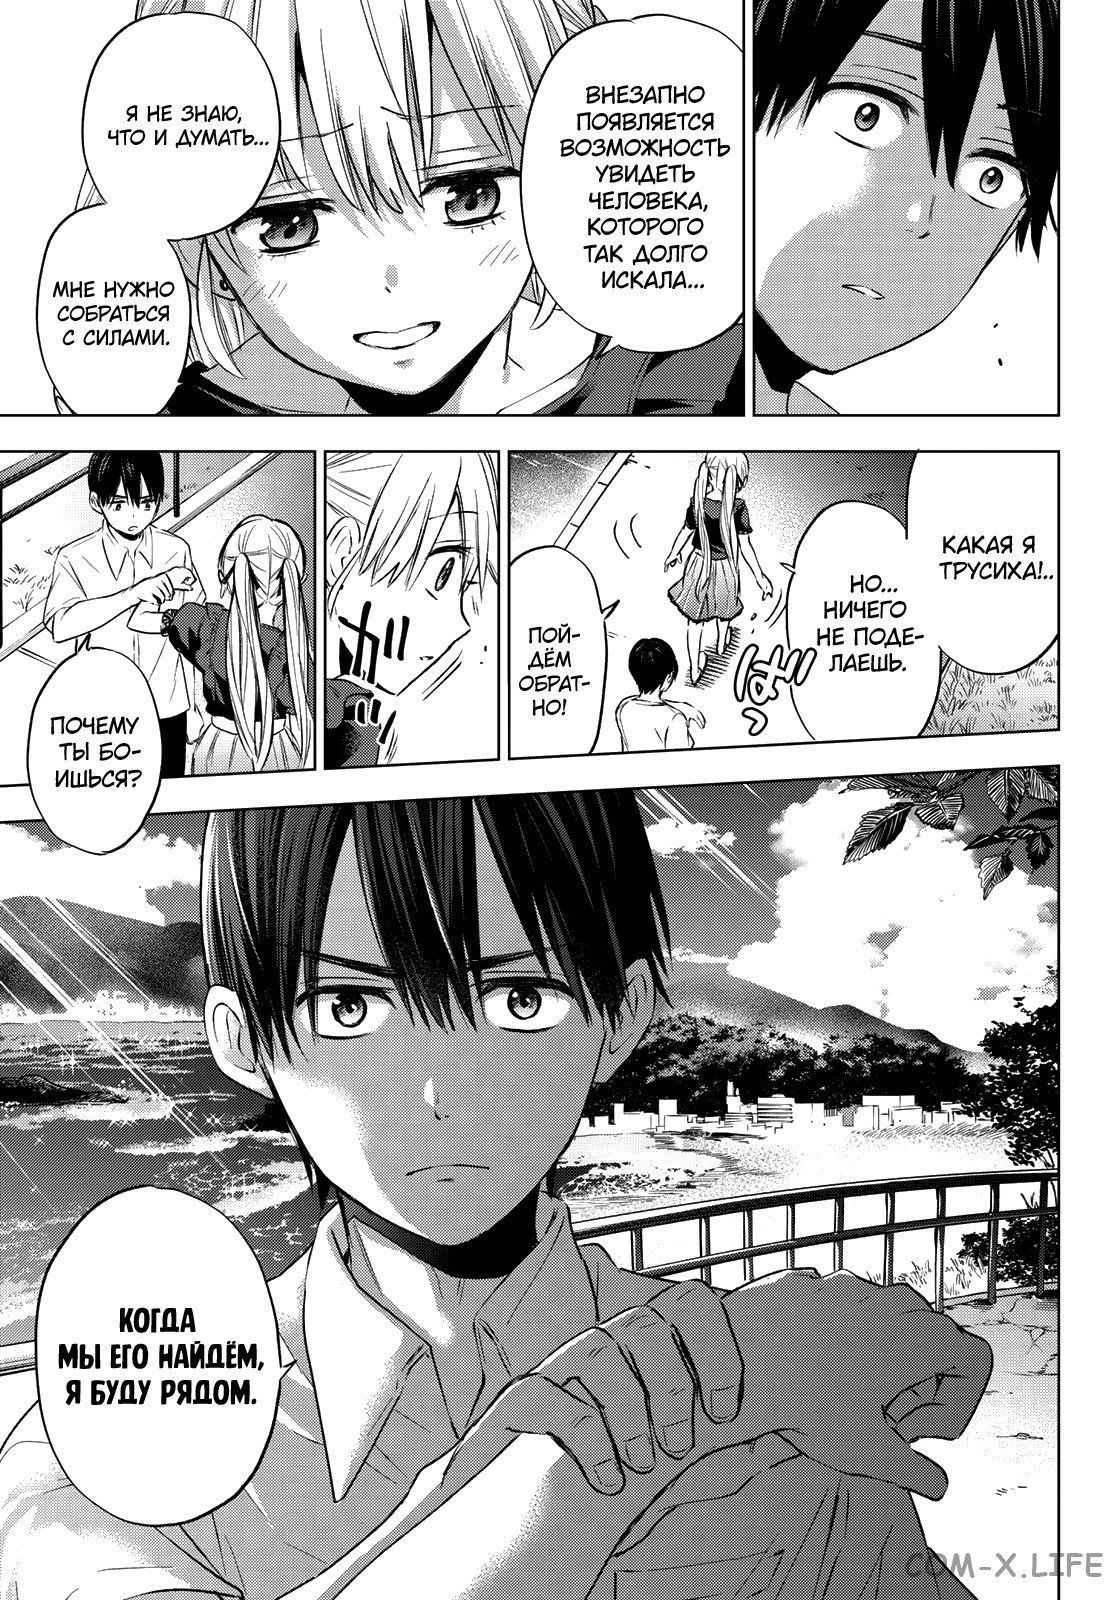 ВНЕЗАПНО
ПОЯВЛЯЕТСЯ
ВОЗМОЖНОСТЬ
УВИДЕТЬ
ЧЕЛОВЕКА,
КОТОРОГО
ТАК ДОЛГО
ИСКАЛА...
Я НЕ ЗНАЮ,
ЧТО И ДУМАТЬ...
МНЕ НУЖНО
СОБРАТЬСЯ
С СИЛАМИ.
КАКАЯ Я
ТРУСИХА!..
НО...
НИЧЕГО
НЕ ПОДЕ-
ЛАЕШЬ.
ПОЙ-
ДЁМ
ОБРАТ-
НО!
ПОЧЕМУ
ТЫ БО-
ИШЬСЯ?
КОГДА
МЫ ЕГО НАЙДЁМ,
Я БУДУ РЯДОМ.
COM-X.LIFE